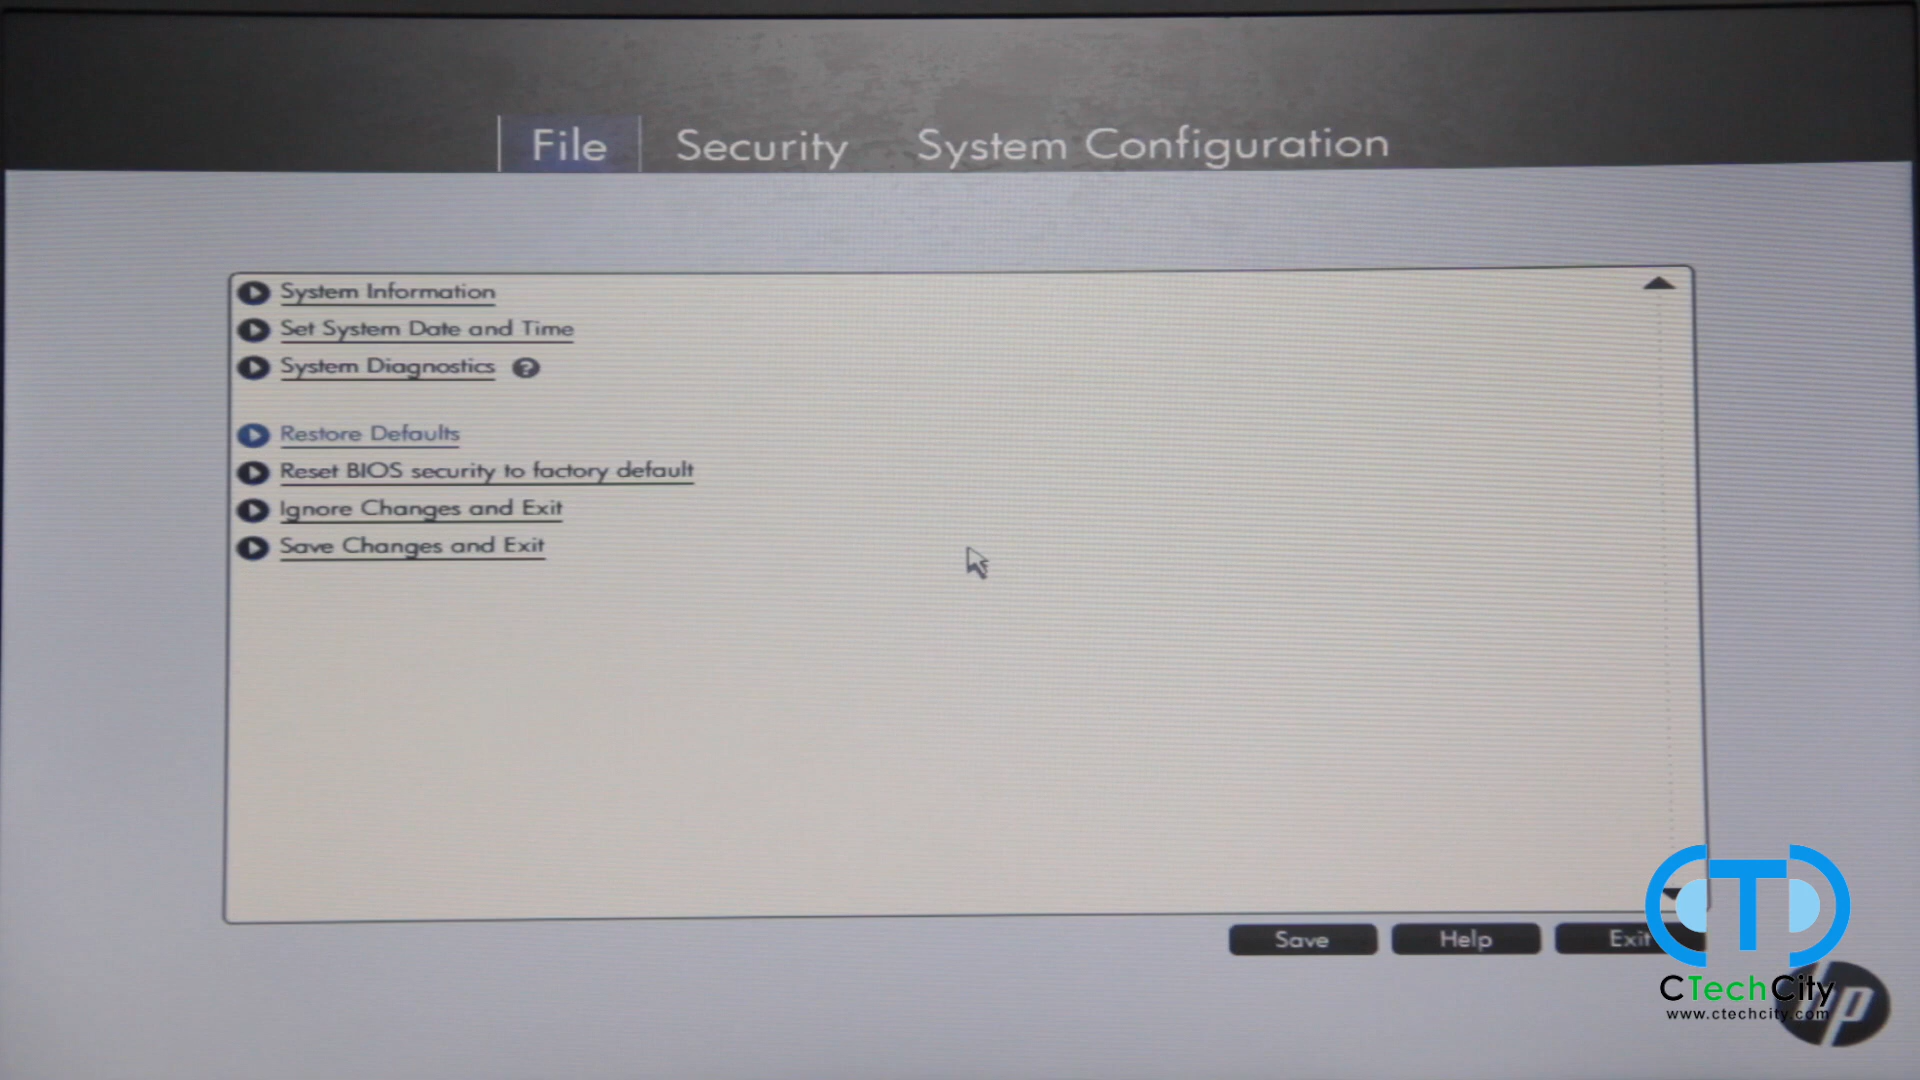 File Security System Configuration
System Information
Set System Date and Time
System Diagnostics ?
Restore Defaults
Reset BIOS security to factory default
Ignore Changes and Exit
Save Changes and Exit
Save Help Exit
CTechCity
www.ctechcity.com
hp